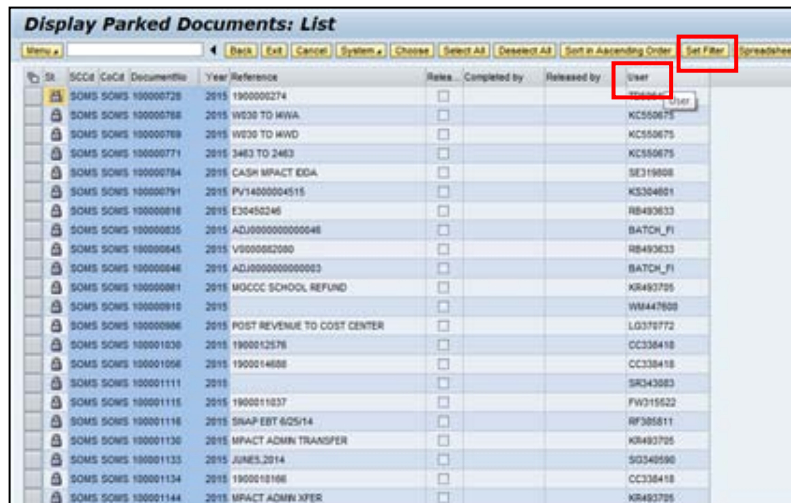 Display Parked Documents: List
Menu Back Exit Cancel System Choose Select All Deselect All Sort in Ascending Order Set Filter Spreadshee
St. SCCd CoCd DocumentNo Year Reference Relea... Completed by Released by User
SOMS SOMS 100000728 2015 1900000274
User
SOMS SOMS 100000768 2015 W030 TO I4WA KC550675
SOMS SOMS 100000769 2015 W030 TO I4WD KC550675
SOMS SOMS 100000771 2015 3463 TO 2463 KC550675
SOMS SOMS 100000784 2015 CASH MPACT IDDA SE319808
SOMS SOMS 100000791 2015 PV14000004515 KS304601
SOMS SOMS 100000818 2015 E30450246 RB493633
SOMS SOMS 100000835 2015 ADJ0000000000046 BATCH_FI
SOMS SOMS 100000845 2015 VS000082080 RB493633
SOMS SOMS 100000846 2015 ADJ0000000000003 BATCH_FI
SOMS SOMS 100000861 2015 MGCCC SCHOOL REFUND KR493705
SOMS SOMS 100000910 2015 WM447608
SOMS SOMS 100000986 2015 POST REVENUE TO COST CENTER LG370772
SOMS SOMS 100001030 2015 1900012576 CC338418
SOMS SOMS 100001056 2015 1900014688 CC338418
SOMS SOMS 100001111 2015 SR343083
SOMS SOMS 100001115 2015 1900011037 FW315522
SOMS SOMS 100001116 2015 SNAP EBT 6/25/14 RF385811
SOMS SOMS 100001130 2015 MPACT ADMN TRANSFER KR493705
SOMS SOMS 100001133 2015 JUNE5,2014 SG340590
SOMS SOMS 100001134 2015 1900018166 CC338418
SOMS SOMS 100001144 2015 MPACT ADMN XFER KR493705